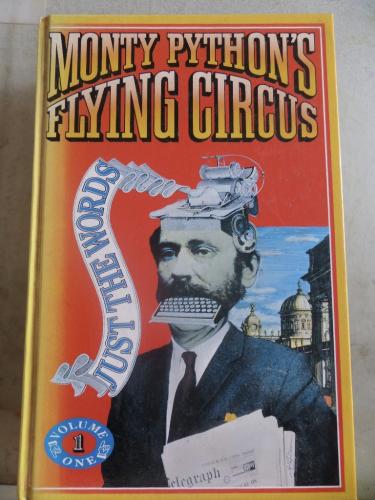 MONTY PYTHON'S
FLYING CIRCUS
JUST THE WORDS
VOLUME
1
ONE
Telegraph